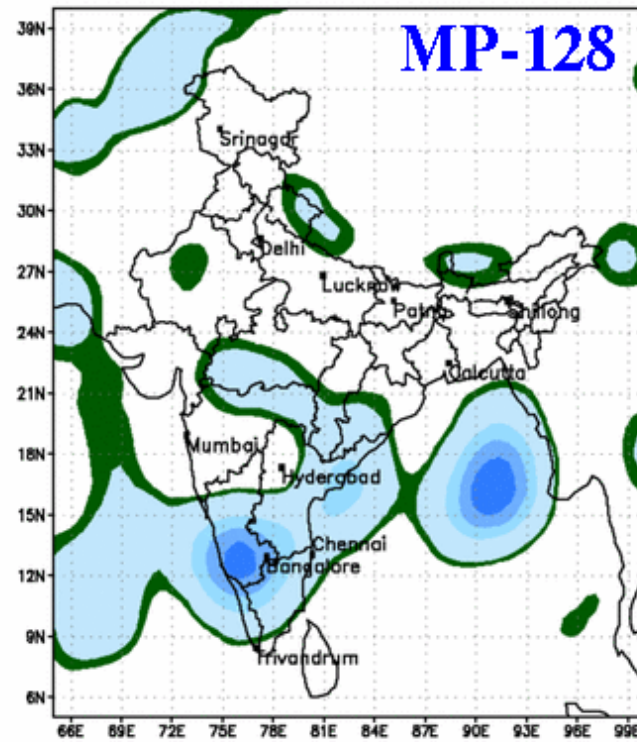 39N
MP-128
36N
Srinagar
33N
30N
Delhi
27N
Lucknow
Patna
Shillong
24N
Calcutta
21N
18N
Mumbai
Hyderabad
15N
Chennai
12N
Bangalore
9N
Trivandrum
6N
66E 69E 72E 75E 78E 81E 84E 87E 90E 93E 96E 99E